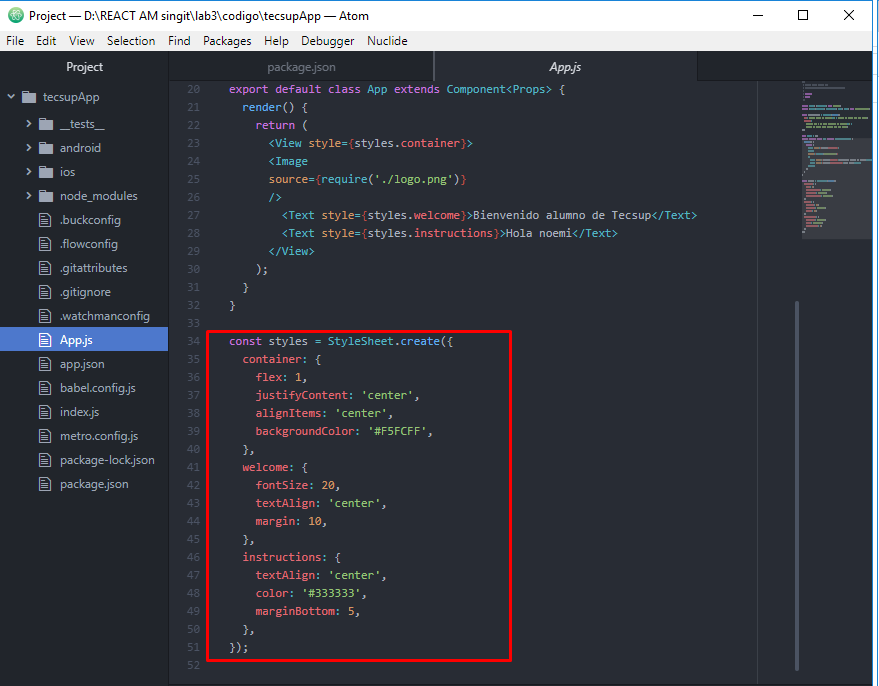 Project — D:\REACT AM singit\lab3\codigo\tecsupApp — Atom
File Edit View Selection Find Packages Help Debugger Nuclide
Project
tecsupApp
__tests__
android
ios
node_modules
.buckconfig
.flowconfig
.gitattributes
.gitignore
.watchmanconfig
App.js
app.json
babel.config.js
index.js
metro.config.js
package-lock.json
package.json
package.json App.js
20 export default class App extends Component<Props> {
21   render() {
22     return (
23       <View style={styles.container}>
24       <Image
25       source={require('./logo.png')}
26       />
27         <Text style={styles.welcome}>Bienvenido alumno de Tecsup</Text>
28         <Text style={styles.instructions}>Hola noemi</Text>
29       </View>
30     );
31   }
32 }
33
34 const styles = StyleSheet.create({
35   container: {
36     flex: 1,
37     justifyContent: 'center',
38     alignItems: 'center',
39     backgroundColor: '#F5FCFF',
40   },
41   welcome: {
42     fontSize: 20,
43     textAlign: 'center',
44     margin: 10,
45   },
46   instructions: {
47     textAlign: 'center',
48     color: '#333333',
49     marginBottom: 5,
50   },
51 });
52